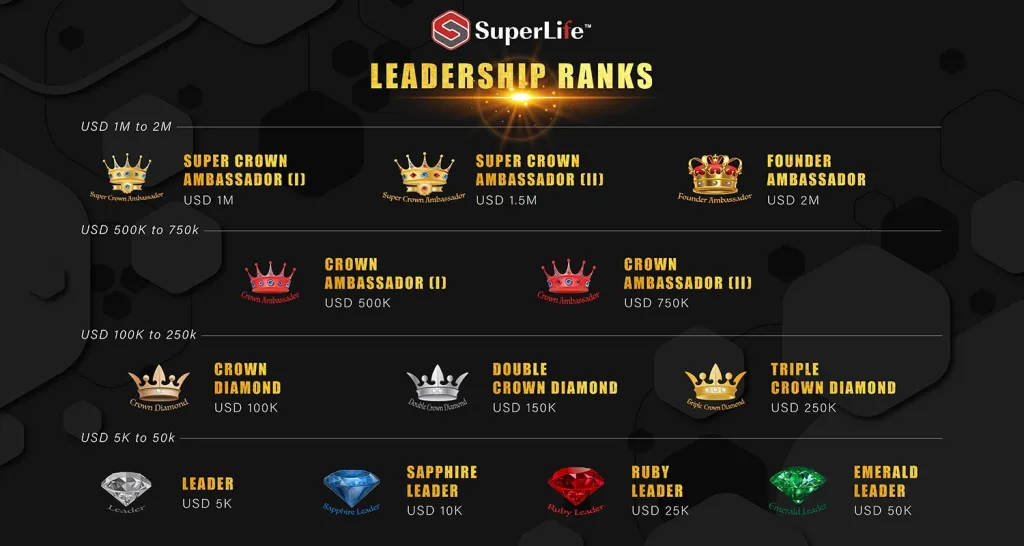 SuperLife™
LEADERSHIP RANKS
USD 1M to 2M
Super Crown Ambassador
SUPER CROWN
AMBASSADOR (I)
USD 1M
Super Crown Ambassador
SUPER CROWN
AMBASSADOR (II)
USD 1.5M
Founder Ambassador
FOUNDER
AMBASSADOR
USD 2M
USD 500K to 750k
Crown Ambassador
CROWN
AMBASSADOR (I)
USD 500K
Crown Ambassador
CROWN
AMBASSADOR (II)
USD 750K
USD 100K to 250k
Crown Diamond
CROWN
DIAMOND
USD 100K
Double Crown Diamond
DOUBLE
CROWN DIAMOND
USD 150K
Triple Crown Diamond
TRIPLE
CROWN DIAMOND
USD 250K
USD 5K to 50k
Leader
LEADER
USD 5K
Sapphire Leader
SAPPHIRE
LEADER
USD 10K
Ruby Leader
RUBY
LEADER
USD 25K
Emerald Leader
EMERALD
LEADER
USD 50K